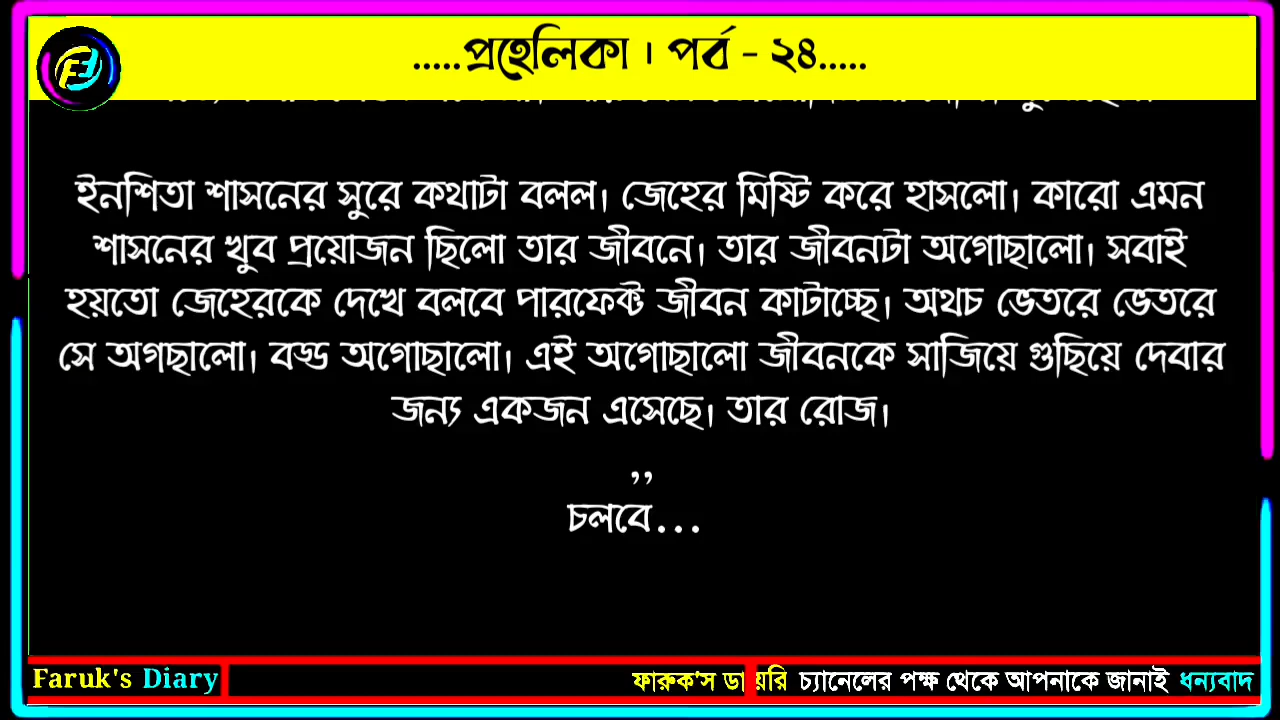 .....প্রহেলিকা । পর্ব - ২৪.....
ইনশিতা শাসনের সুরে কথাটা বলল। জেহের মিষ্টি করে হাসলো। কারো এমন
শাসনের খুব প্রয়োজন ছিলো তার জীবনে। তার জীবনটা অগোছালো। সবাই
হয়তো জেহেরকে দেখে বলবে পারফেক্ট জীবন কাটাচ্ছে। অথচ ভেতরে ভেতরে
সে অগছালো। বড্ড অগোছালো। এই অগোছালো জীবনকে সাজিয়ে গুছিয়ে দেবার
জন্য একজন এসেছে। তার রোজ।
,,
চলবে...
Faruk's Diary ফারুক'স ডায়রি চ্যানেলের পক্ষ থেকে আপনাকে জানাই ধন্যবাদ